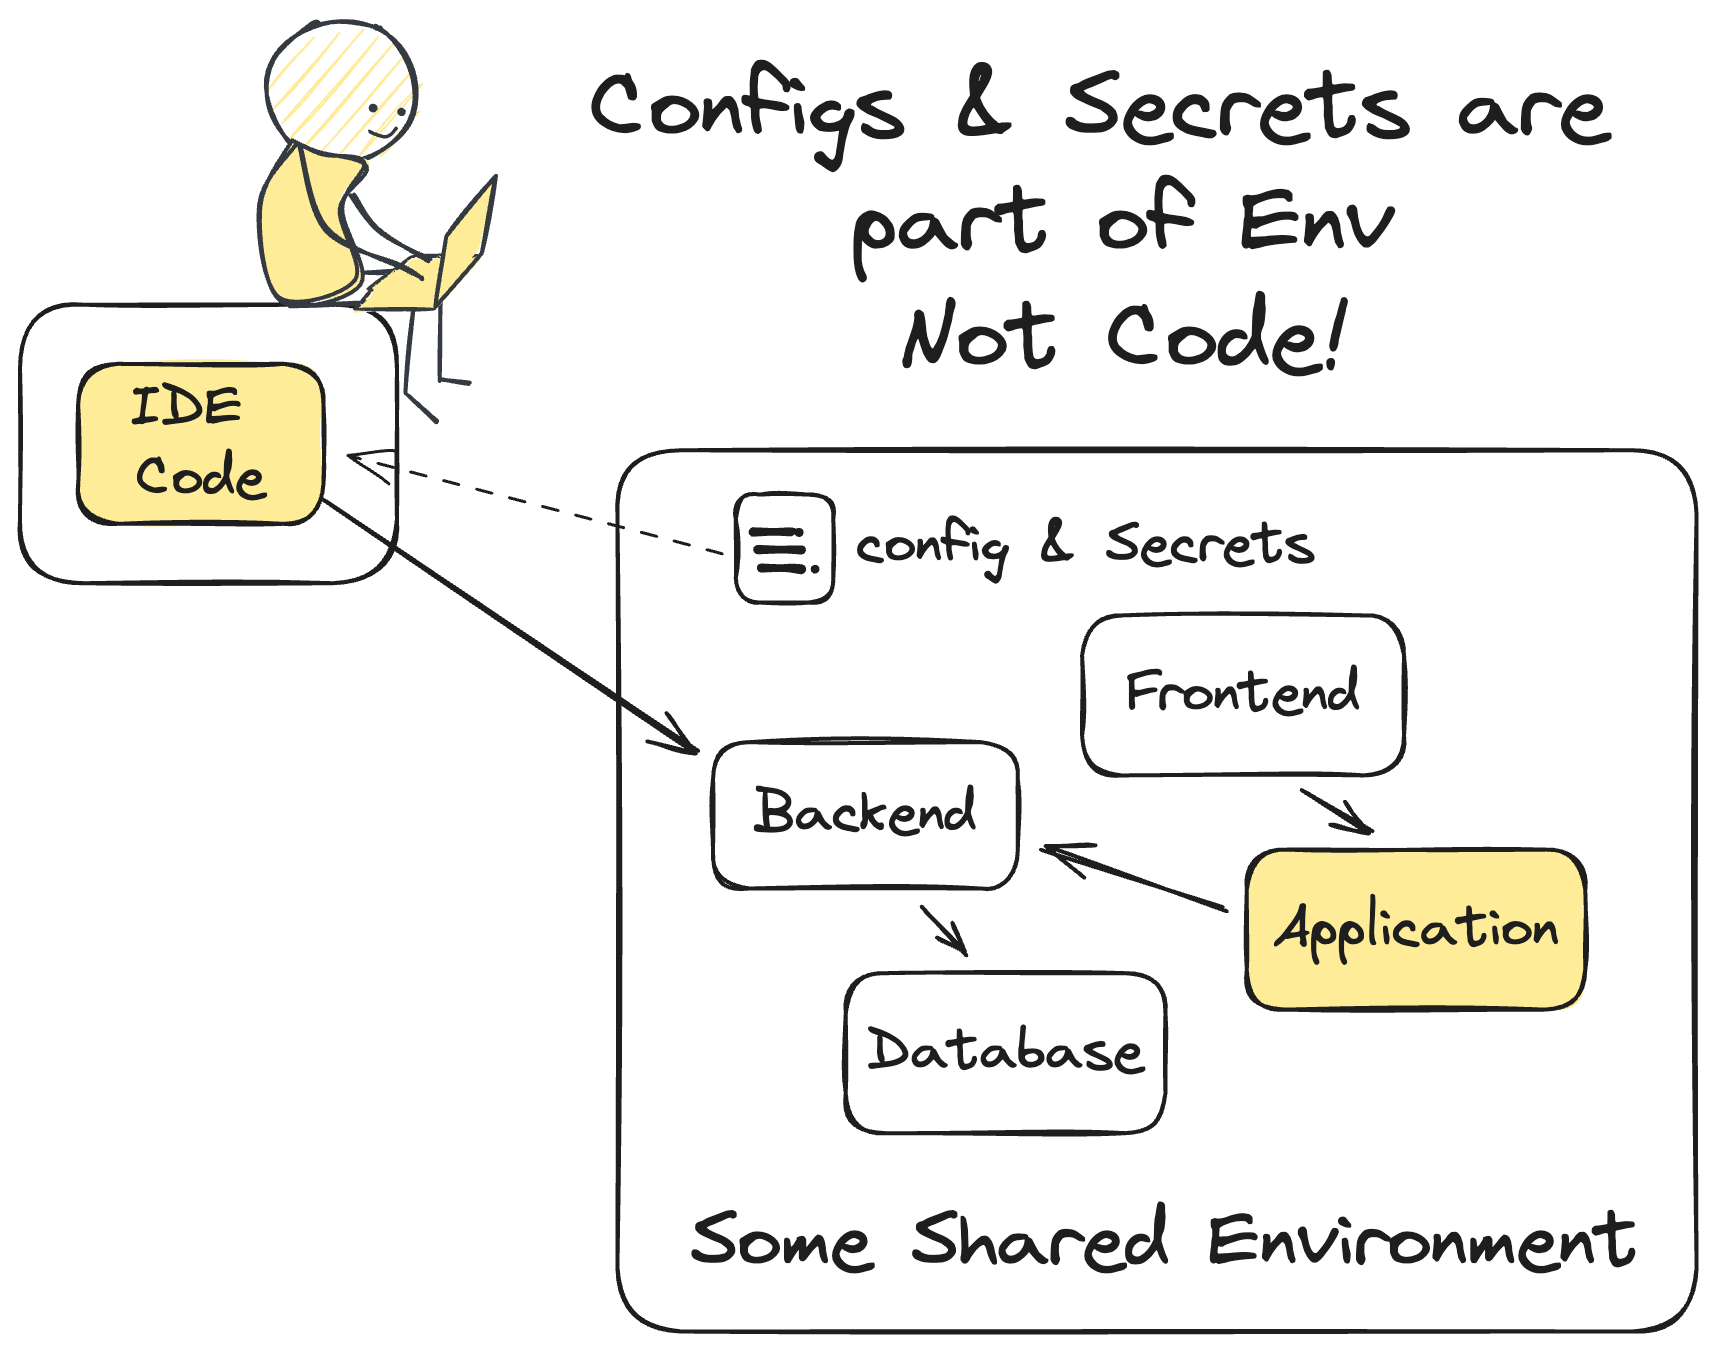 Configs & Secrets are
part of Env
Not Code!
IDE
Code
config & Secrets
Frontend
Backend
Application
Database
Some Shared Environment